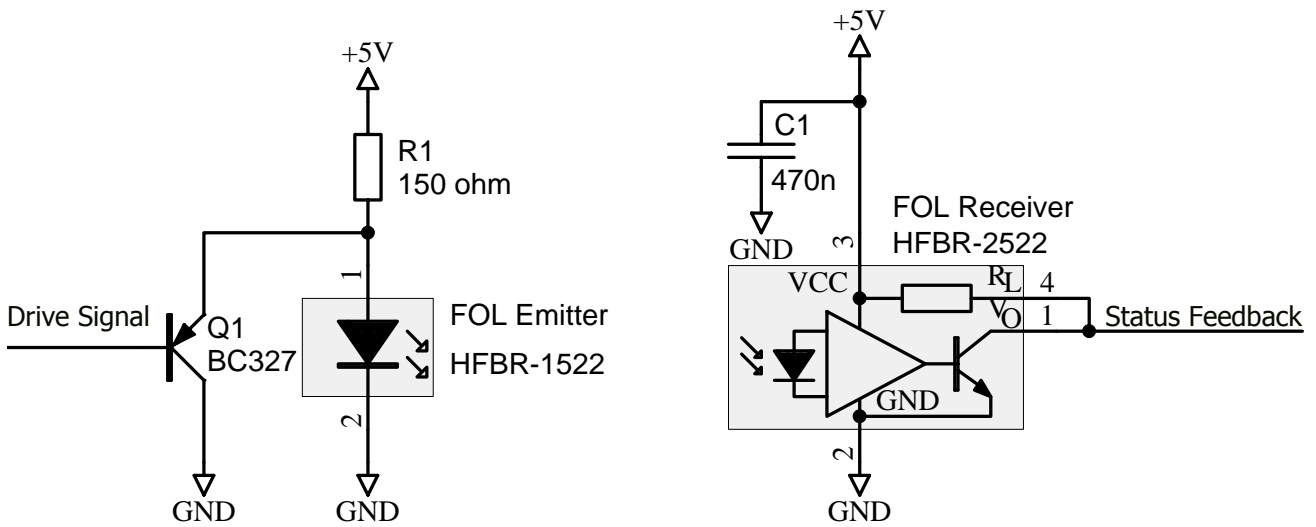 +5V
R1
150 ohm
1
Drive Signal
Q1
BC327
FOL Emitter
HFBR-1522
2
GND
GND
+5V
C1
470n
GND
3
FOL Receiver
HFBR-2522
VCC
RL 4
VO 1
Status Feedback
GND
2
GND